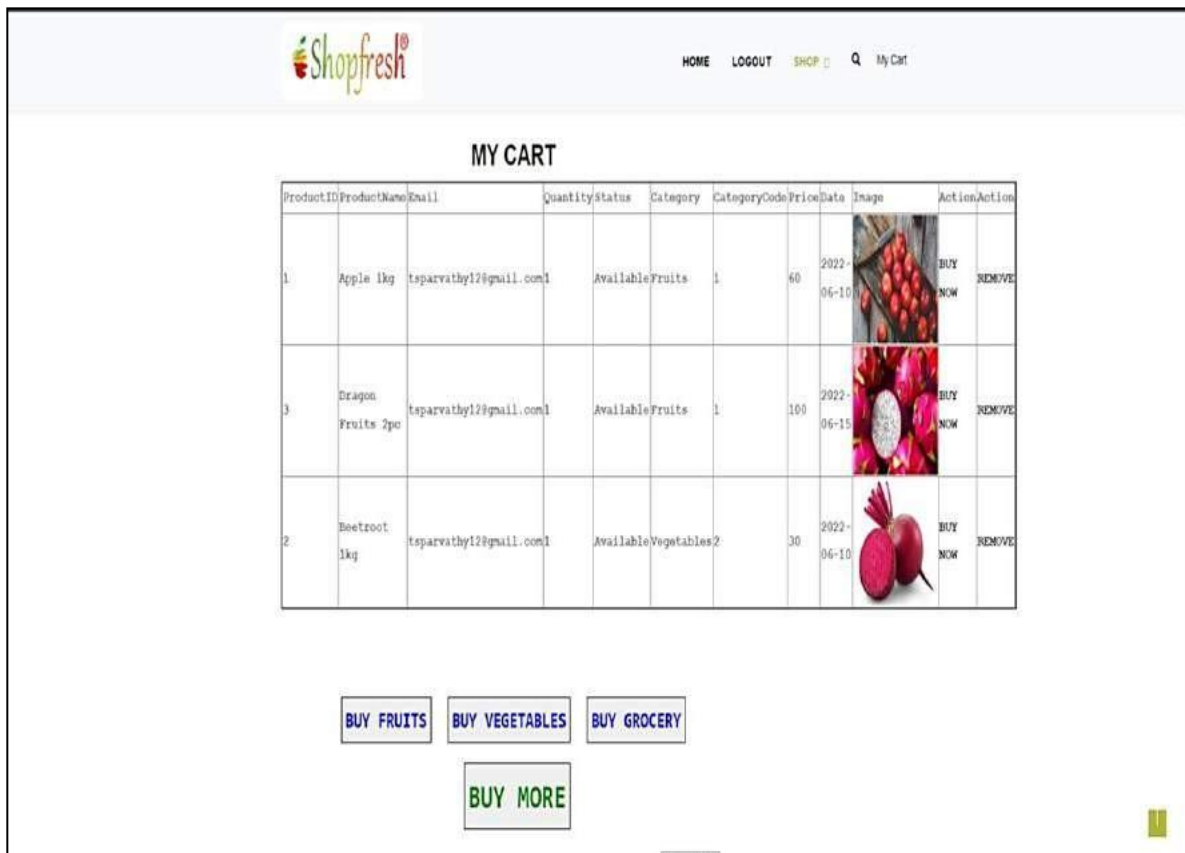 Shopfresh®
HOME LOGOUT SHOP My Cart
MY CART
ProductID ProductName Email Quantity Status Category CategoryCode Price Date Image Action Action
1 Apple 1kg tsparvathy12@gmail.com 1 Available Fruits 1 60 2022-06-10 BUY NOW REMOVE
3 Dragon Fruits 2pc tsparvathy12@gmail.com 1 Available Fruits 1 100 2022-06-15 BUY NOW REMOVE
2 Beetroot 1kg tsparvathy12@gmail.com 1 Available Vegetables 2 30 2022-06-10 BUY NOW REMOVE
BUY FRUITS BUY VEGETABLES BUY GROCERY
BUY MORE